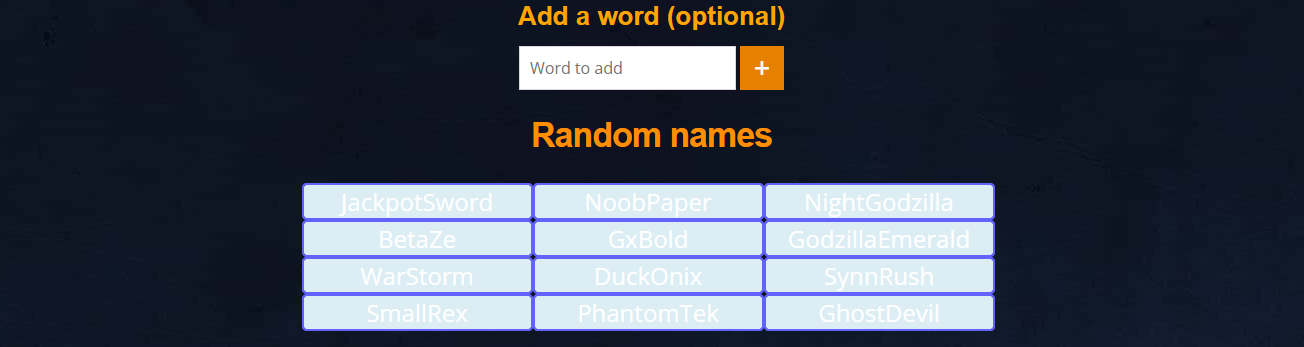 Add a word (optional)
Word to add +
Random names
JackpotSword NoobPaper NightGodzilla
BetaZe GxBold GodzillaEmerald
WarStorm DuckOnix SynnRush
SmallRex PhantomTek GhostDevil